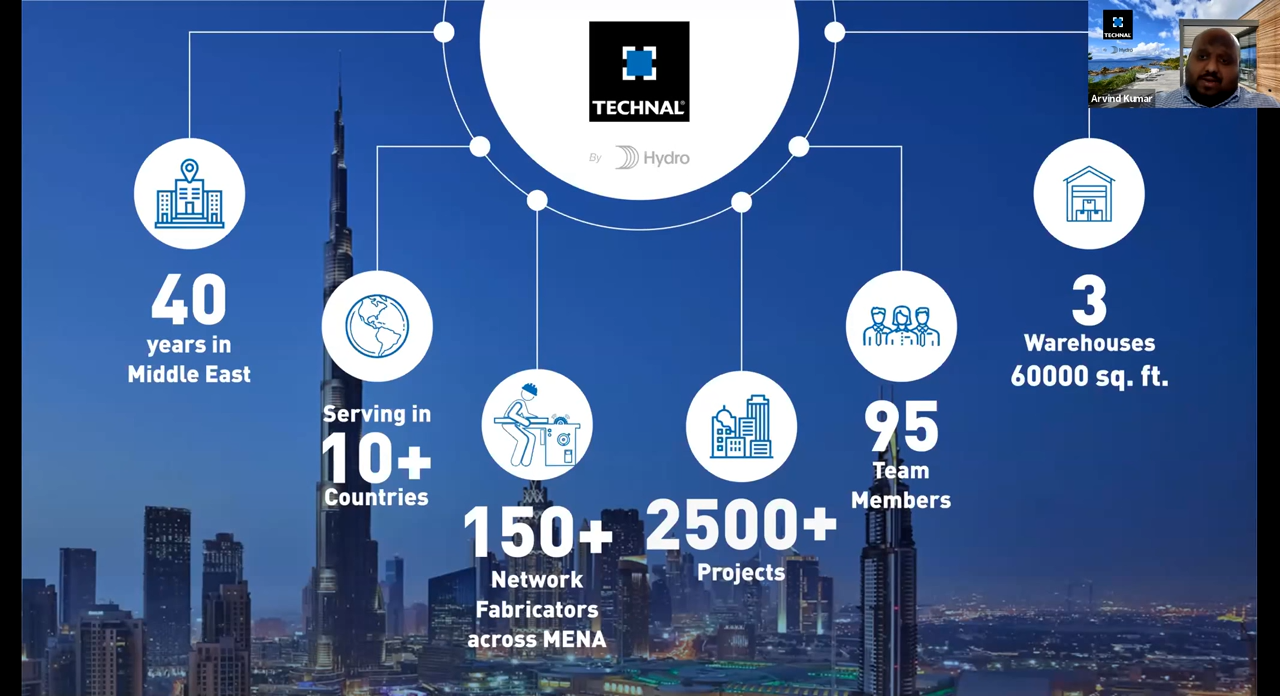 TECHNAL®
By Hydro
TECHNAL
Hydro
Arvind Kumar
40
years in
Middle East
Serving in
10+
Countries
150+
Network
Fabricators
across MENA
2500+
Projects
95
Team
Members
3
Warehouses
60000 sq. ft.